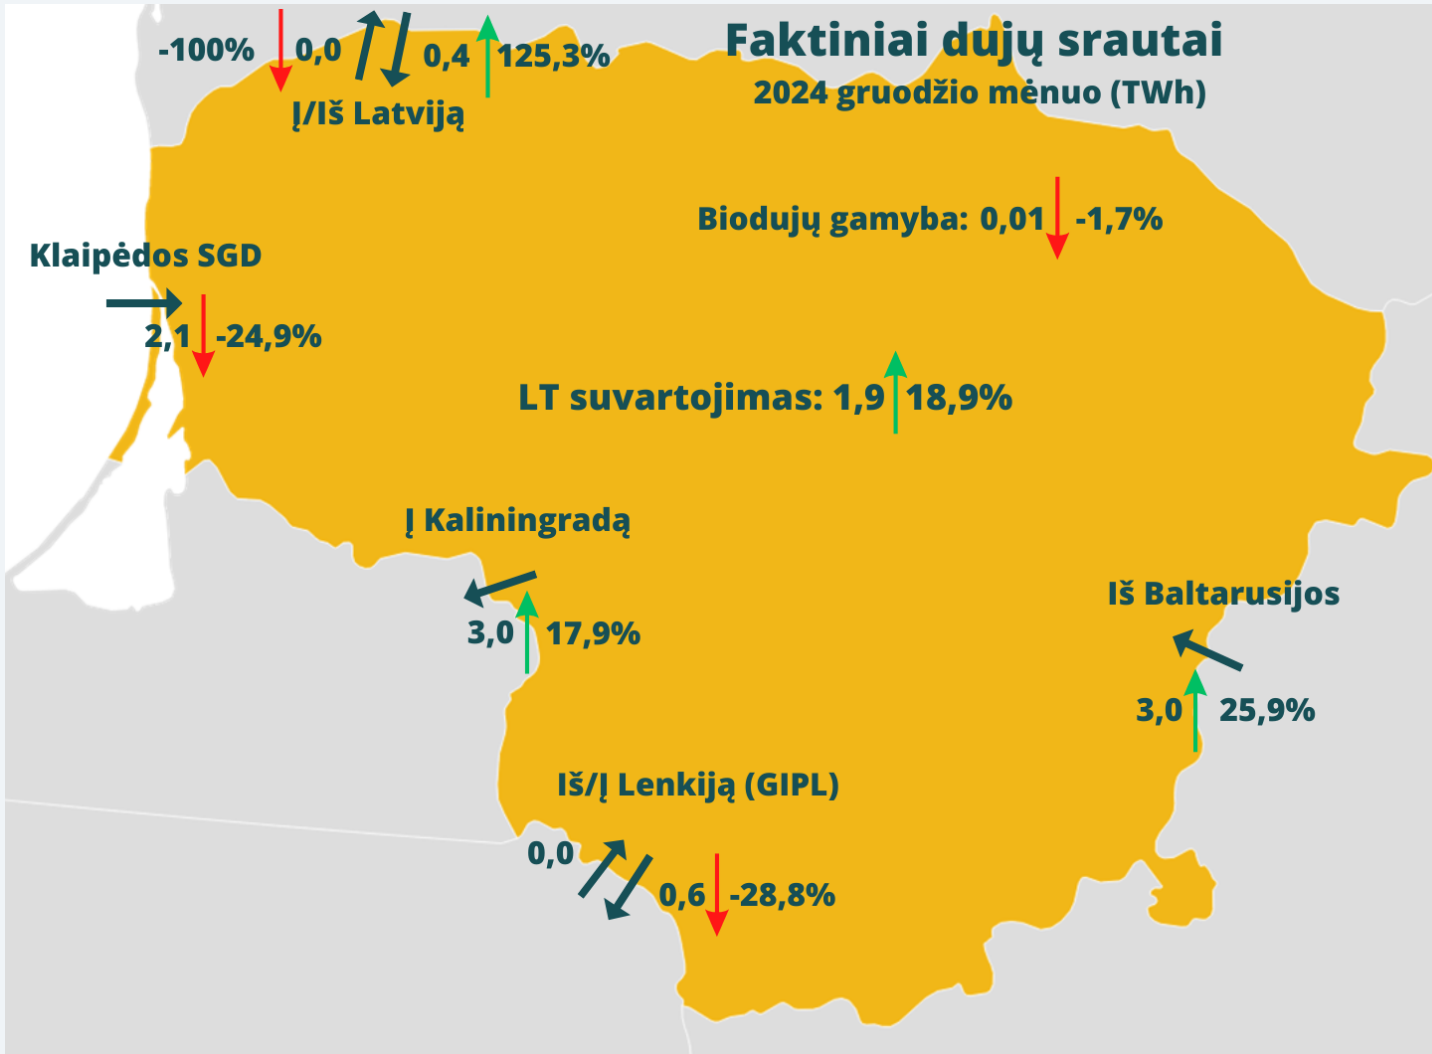 Faktiniai dujų srautai
2024 gruodžio mėnuo (TWh)
-100% 0,0 0,4 125,3%
Į/Iš Latviją
Biodujų gamyba: 0,01 -1,7%
Klaipėdos SGD
2,1 -24,9%
LT suvartojimas: 1,9 18,9%
Į Kaliningradą
3,0 17,9%
Iš Baltarusijos
3,0 25,9%
Iš/Į Lenkiją (GIPL)
0,0
0,6 -28,8%